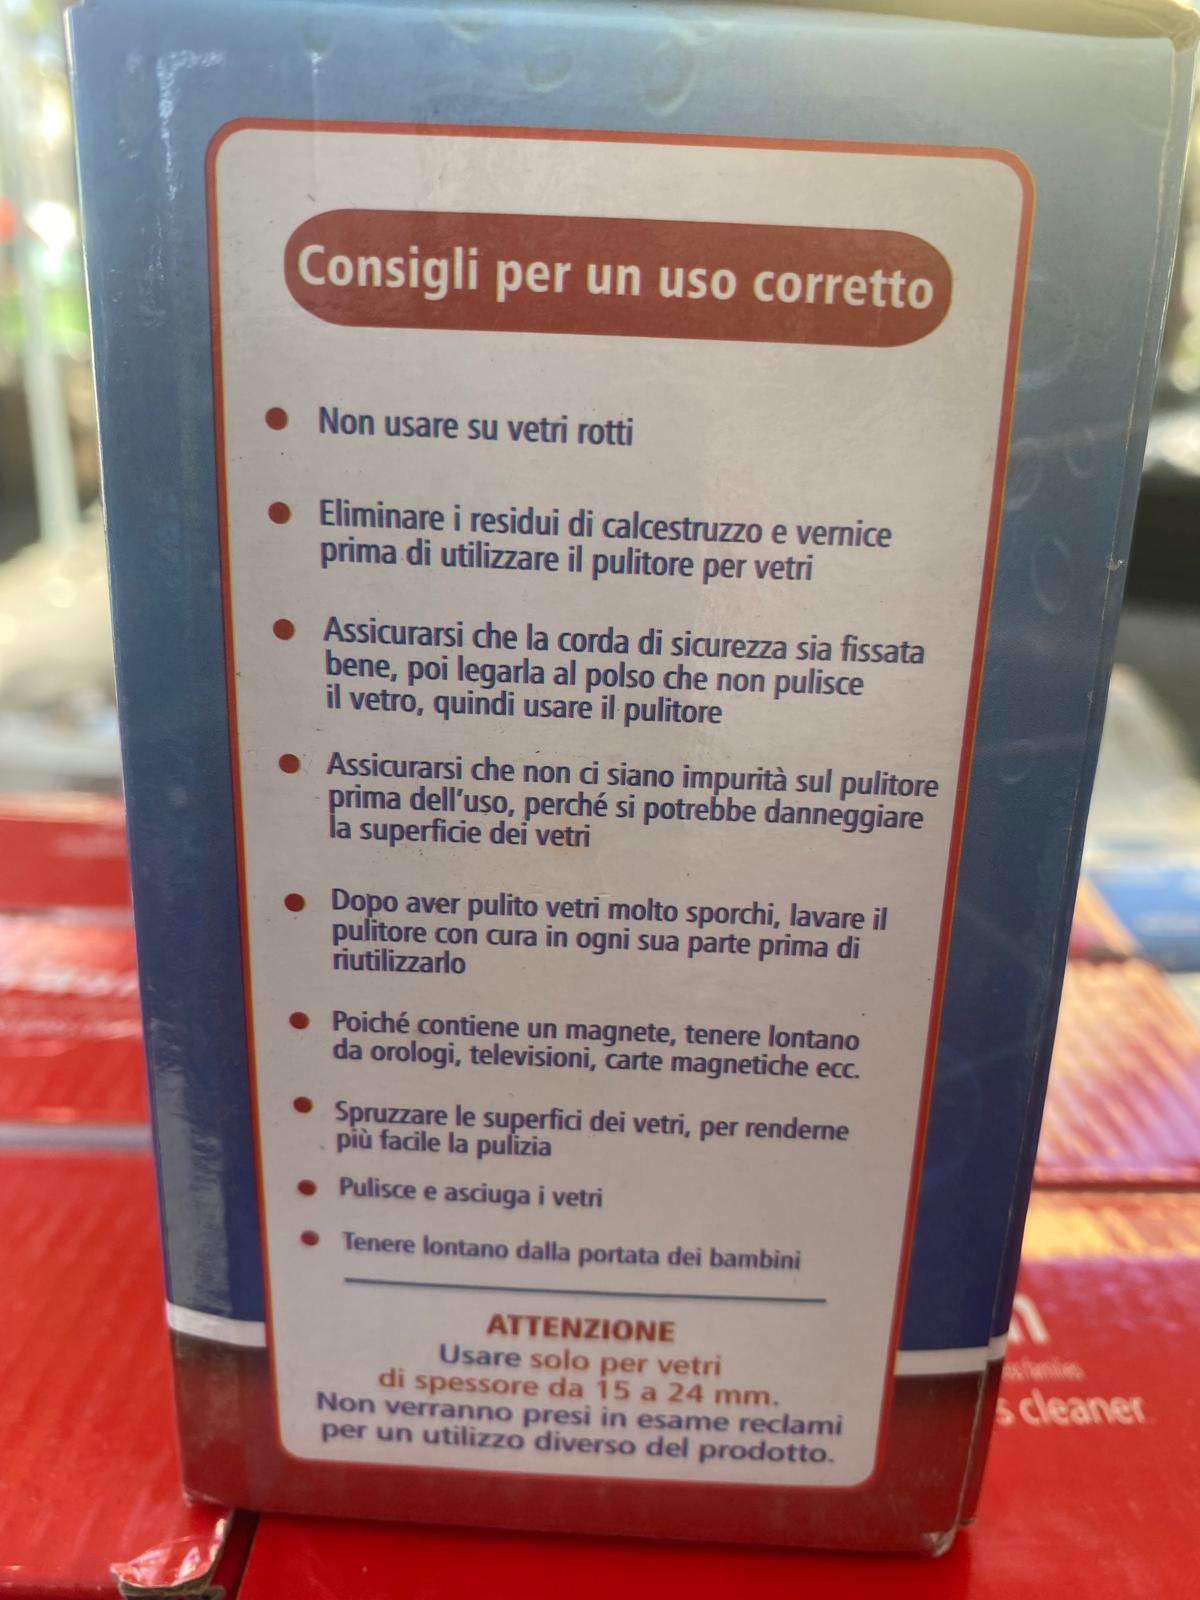 Consigli per un uso corretto
Non usare su vetri rotti
Eliminare i residui di calcestruzzo e vernice
prima di utilizzare il pulitore per vetri
Assicurarsi che la corda di sicurezza sia fissata
bene, poi legarla al polso che non pulisce
il vetro, quindi usare il pulitore
Assicurarsi che non ci siano impurità sul pulitore
prima dell'uso, perché si potrebbe danneggiare
la superficie dei vetri
Dopo aver pulito vetri molto sporchi, lavare il
pulitore con cura in ogni sua parte prima di
riutilizzarlo
Poiché contiene un magnete, tenere lontano
da orologi, televisioni, carte magnetiche ecc.
Spruzzare le superfici dei vetri, per renderne
più facile la pulizia
Pulisce e asciuga i vetri
Tenere lontano dalla portata dei bambini
ATTENZIONE
Usare solo per vetri
di spessore da 15 a 24 mm.
Non verranno presi in esame reclami
per un utilizzo diverso del prodotto.
families
cleaner